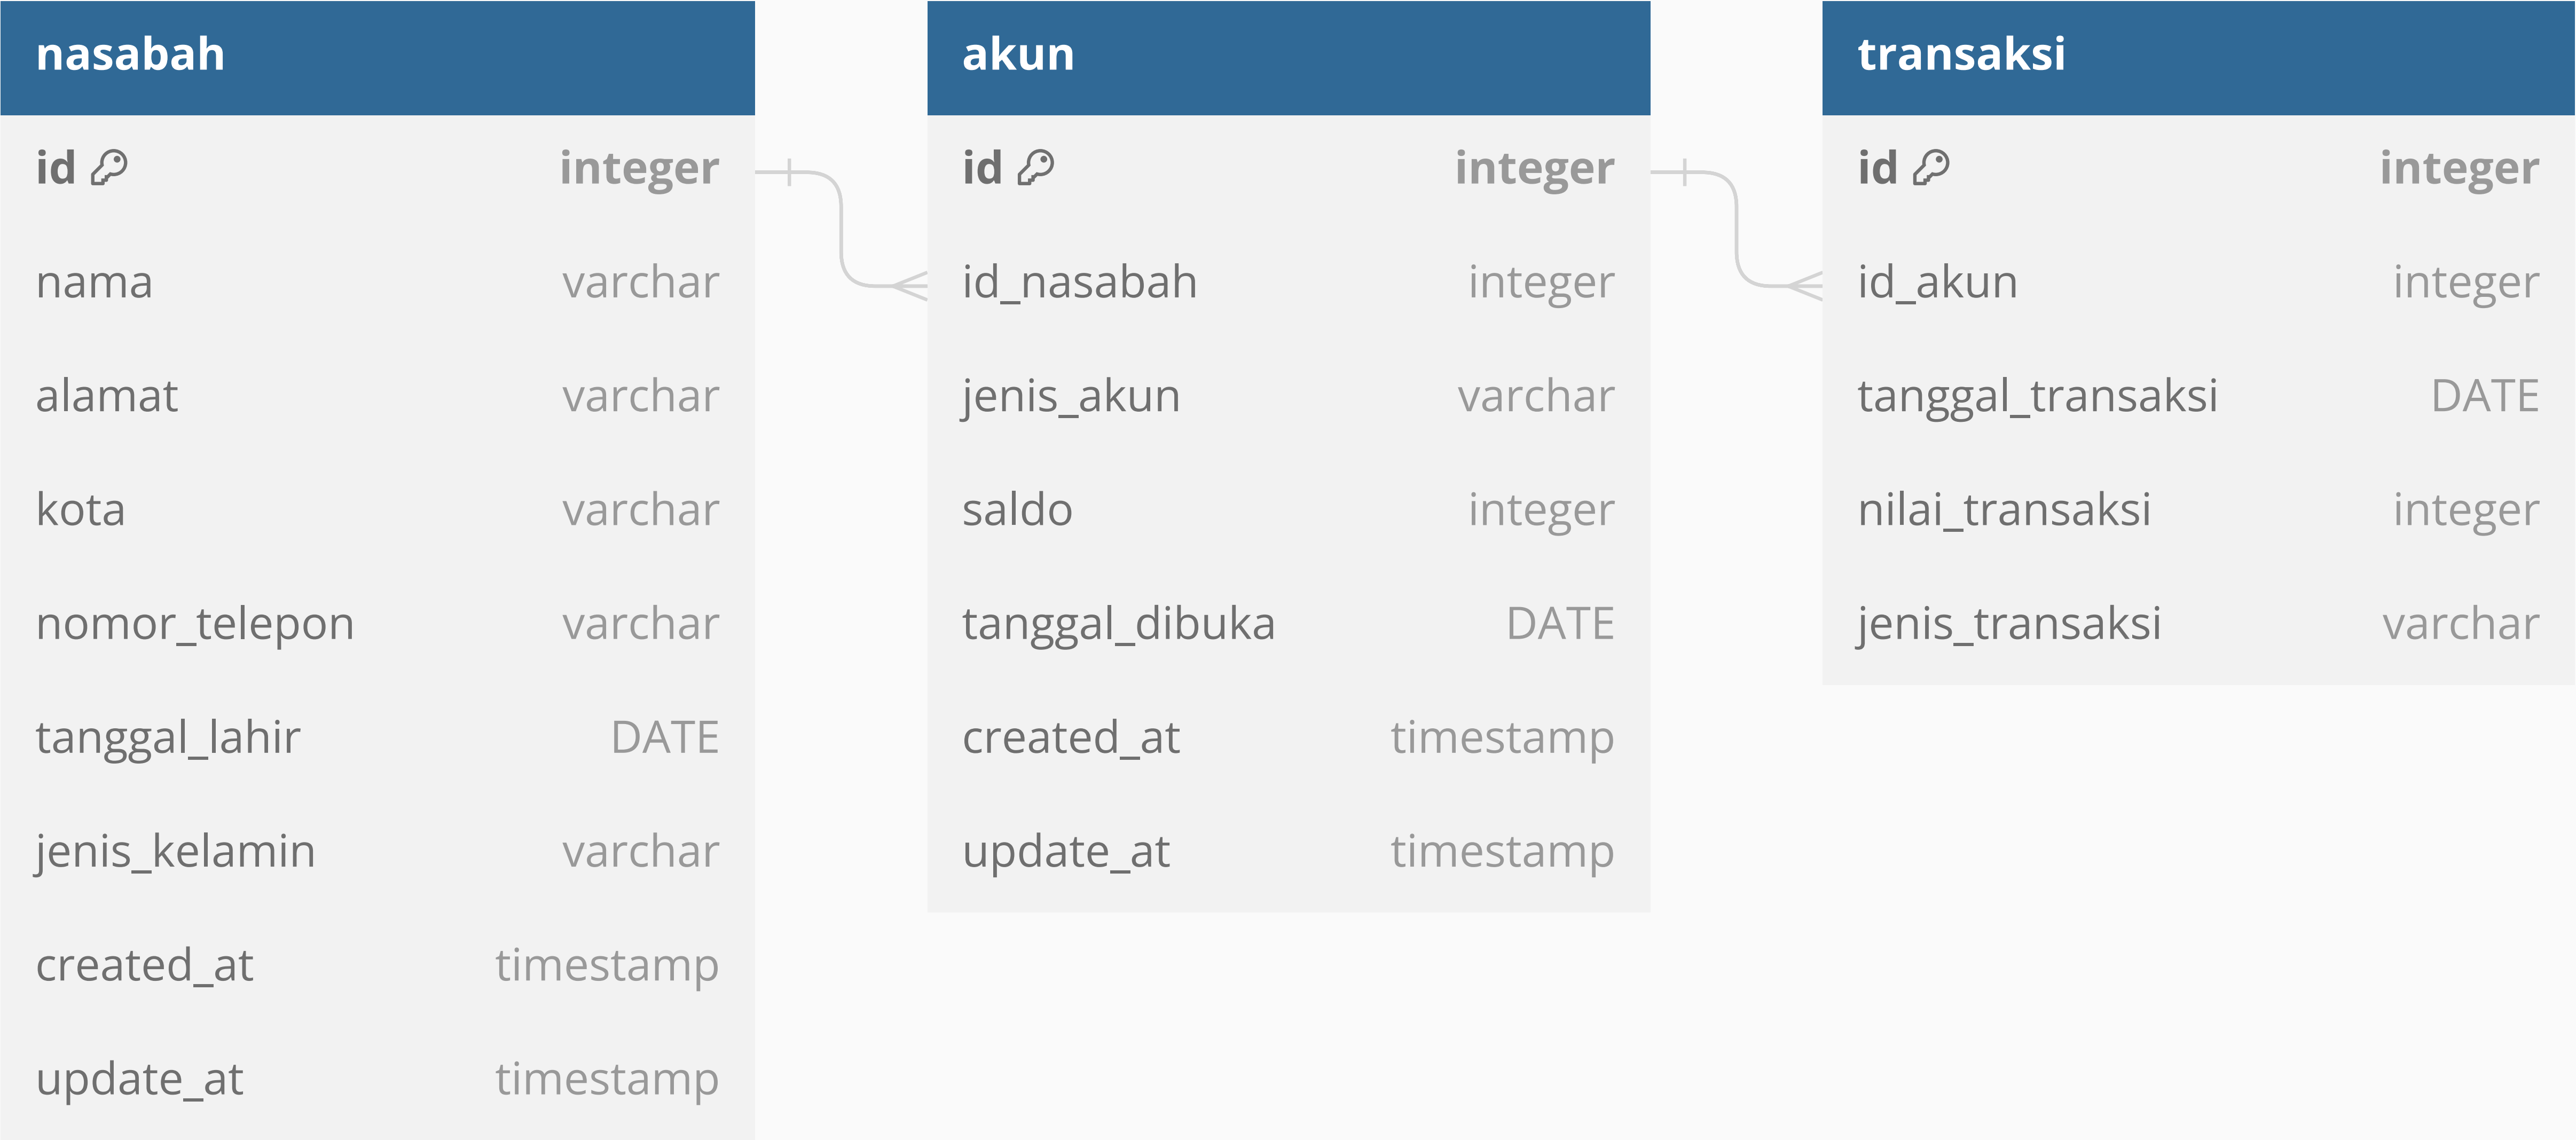 nasabah
id integer
nama varchar
alamat varchar
kota varchar
nomor_telepon varchar
tanggal_lahir DATE
jenis_kelamin varchar
created_at timestamp
update_at timestamp
akun
id integer
id_nasabah integer
jenis_akun varchar
saldo integer
tanggal_dibuka DATE
created_at timestamp
update_at timestamp
transaksi
id integer
id_akun integer
tanggal_transaksi DATE
nilai_transaksi integer
jenis_transaksi varchar